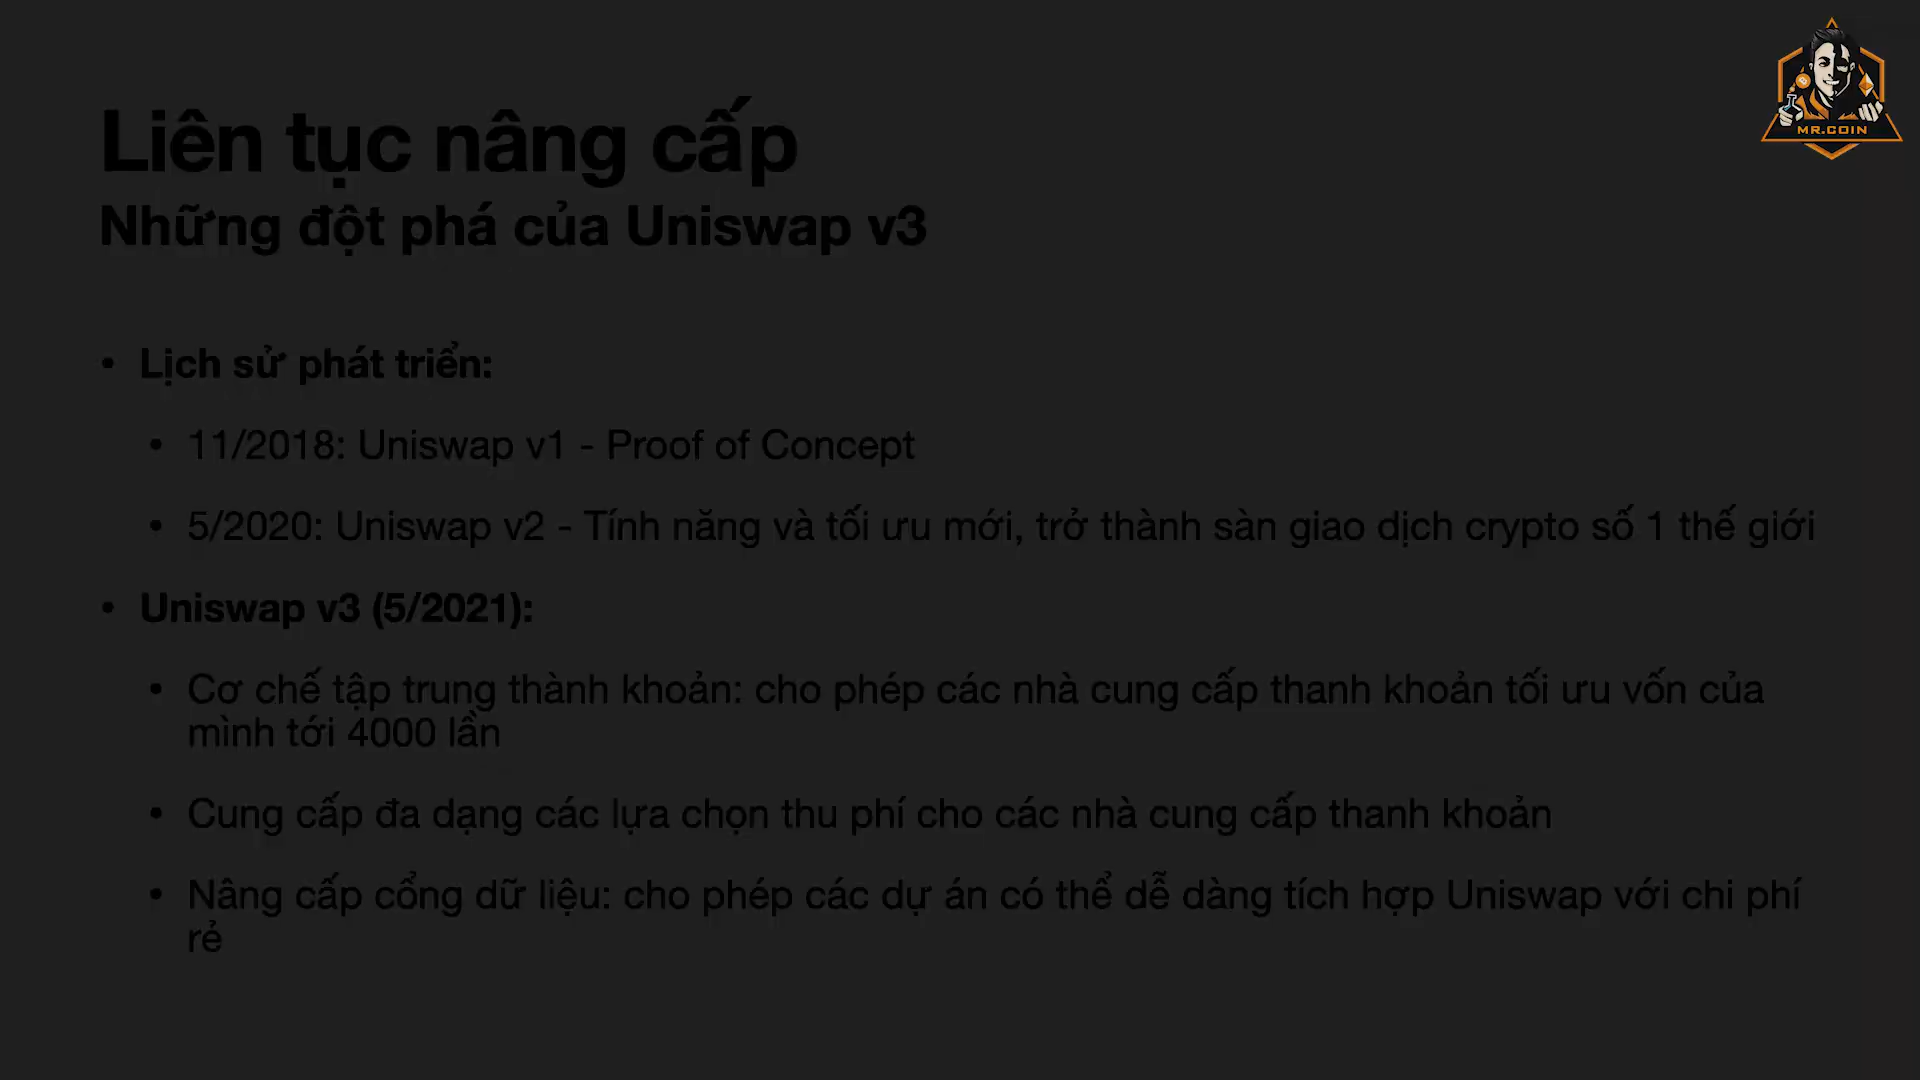 MR.COIN
Liên tục nâng cấp
Những đột phá của Uniswap v3
• Lịch sử phát triển:
• 11/2018: Uniswap v1 - Proof of Concept
• 5/2020: Uniswap v2 - Tính năng và tối ưu mới, trở thành sàn giao dịch crypto số 1 thế giới
• Uniswap v3 (5/2021):
• Cơ chế tập trung thành khoản: cho phép các nhà cung cấp thanh khoản tối ưu vốn của
mình tới 4000 lần
• Cung cấp đa dạng các lựa chọn thu phí cho các nhà cung cấp thanh khoản
• Nâng cấp cổng dữ liệu: cho phép các dự án có thể dễ dàng tích hợp Uniswap với chi phí
rẻ